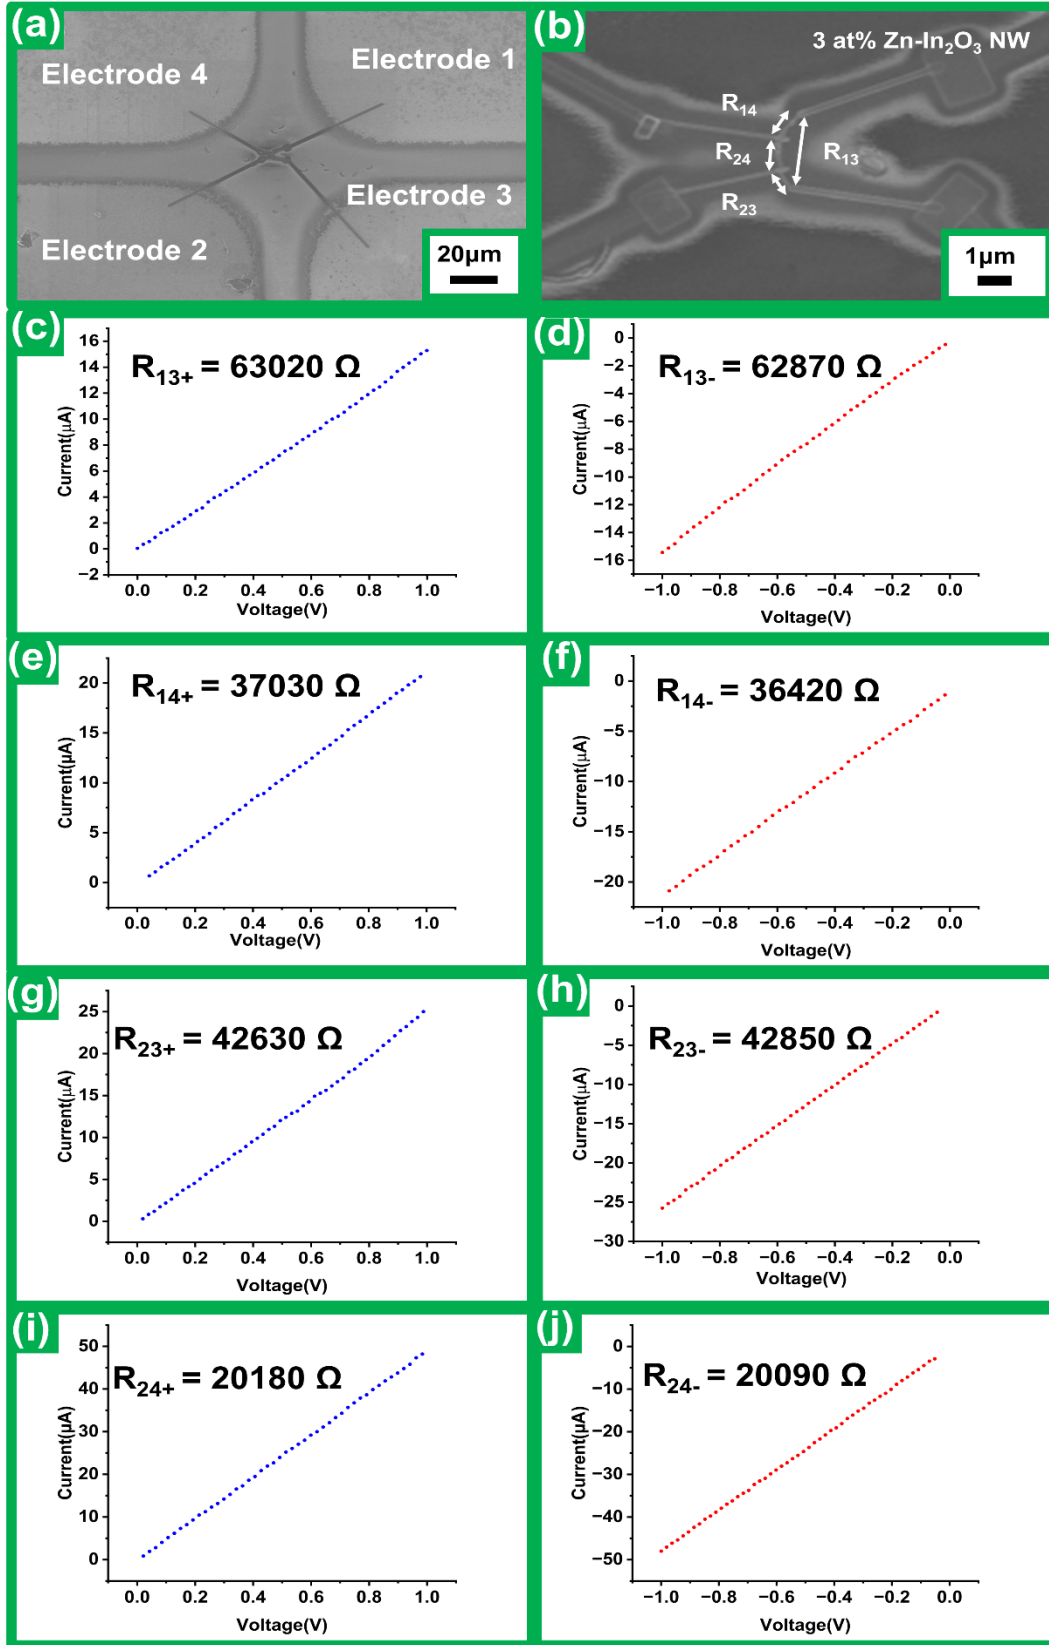 (a)
Electrode 4
Electrode 1
Electrode 3
Electrode 2
20μm
(b)
3 at% Zn-In₂O₃ NW
R₁₄
R₂₄
R₁₃
R₂₃
1μm
(c)
R₁₃₊ = 63020 Ω
Current(μA)
16
14
12
10
8
6
4
2
0
−2
0.0 0.2 0.4 0.6 0.8 1.0
Voltage(V)
(d)
R₁₃₋ = 62870 Ω
Current(μA)
0
−2
−4
−6
−8
−10
−12
−14
−16
−1.0 −0.8 −0.6 −0.4 −0.2 0.0
Voltage(V)
(e)
R₁₄₊ = 37030 Ω
Current(μA)
20
15
10
5
0
0.0 0.2 0.4 0.6 0.8 1.0
Voltage(V)
(f)
R₁₄₋ = 36420 Ω
Current(μA)
0
−5
−10
−15
−20
−1.0 −0.8 −0.6 −0.4 −0.2 0.0
Voltage(V)
(g)
R₂₃₊ = 42630 Ω
Current(μA)
25
20
15
10
5
0
0.0 0.2 0.4 0.6 0.8 1.0
Voltage(V)
(h)
R₂₃₋ = 42850 Ω
Current(μA)
0
−5
−10
−15
−20
−25
−30
−1.0 −0.8 −0.6 −0.4 −0.2 0.0
Voltage(V)
(i)
R₂₄₊ = 20180 Ω
Current(μA)
50
40
30
20
10
0
0.0 0.2 0.4 0.6 0.8 1.0
Voltage(V)
(j)
R₂₄₋ = 20090 Ω
Current(μA)
0
−10
−20
−30
−40
−50
−1.0 −0.8 −0.6 −0.4 −0.2 0.0
Voltage(V)